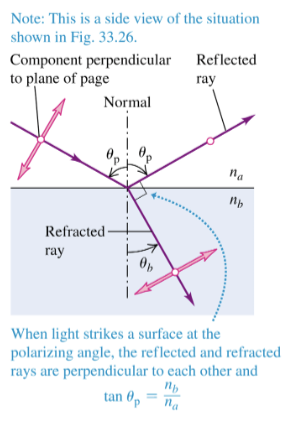 Note: This is a side view of the situation
shown in Fig. 33.26.
Component perpendicular
to plane of page
Reflected
ray
Normal
θp
θp
na
nb
Refracted
ray
θb
When light strikes a surface at the
polarizing angle, the reflected and refracted
rays are perpendicular to each other and
tan θp = nb/na